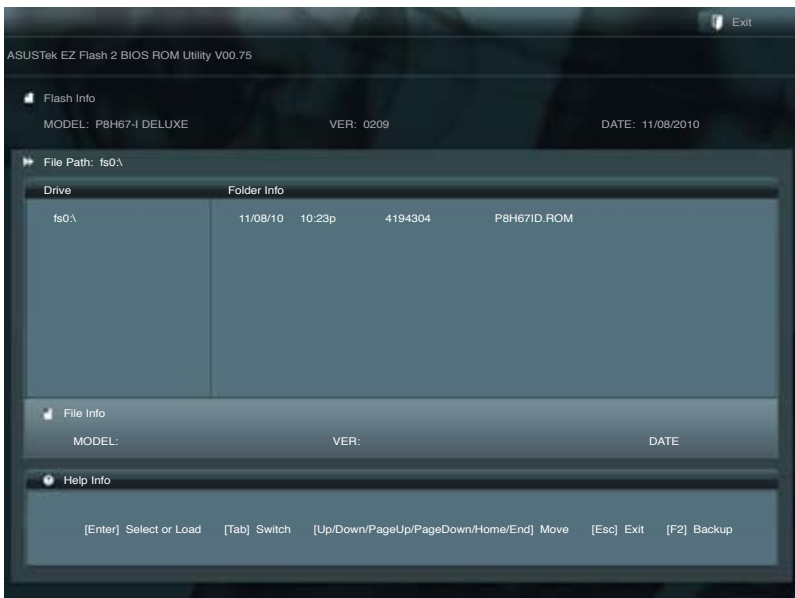 Exit
ASUSTek EZ Flash 2 BIOS ROM Utility V00.75
Flash Info
MODEL: P8H67-I DELUXE VER: 0209 DATE: 11/08/2010
File Path: fs0:\
Drive Folder Info
fs0:\ 11/08/10 10:23p 4194304 P8H67ID.ROM
File Info
MODEL: VER: DATE
Help Info
[Enter] Select or Load [Tab] Switch [Up/Down/PageUp/PageDown/Home/End] Move [Esc] Exit [F2] Backup